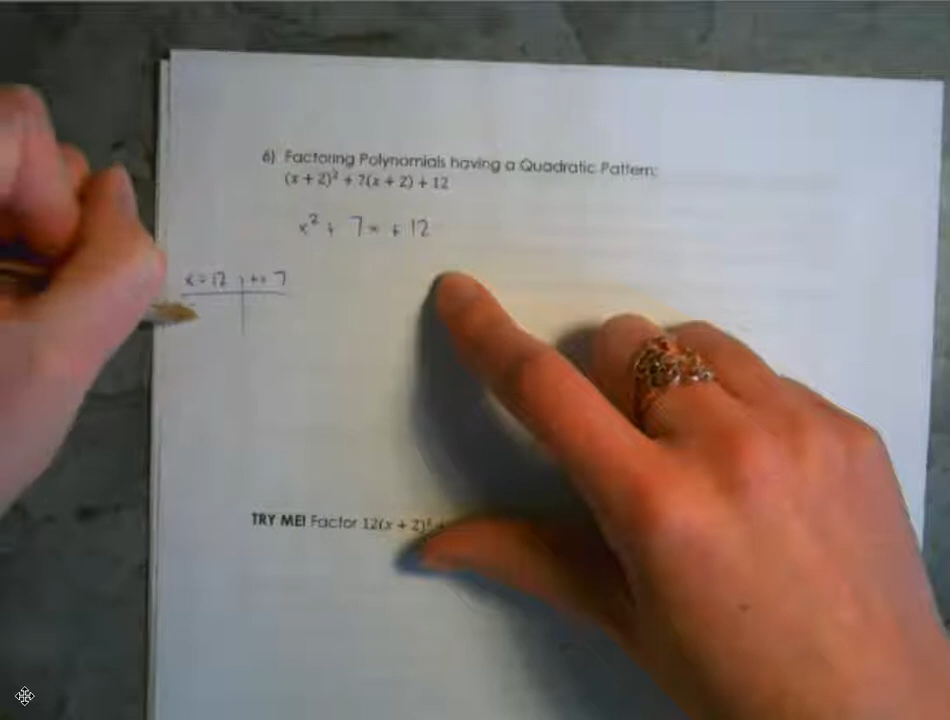 6) Factoring Polynomials having a Quadratic Pattern:
(x + 2)² + 7(x + 2) + 12
x² + 7x + 12
x = 12 | + = 7
TRY ME! Factor 12(x + 2)² +